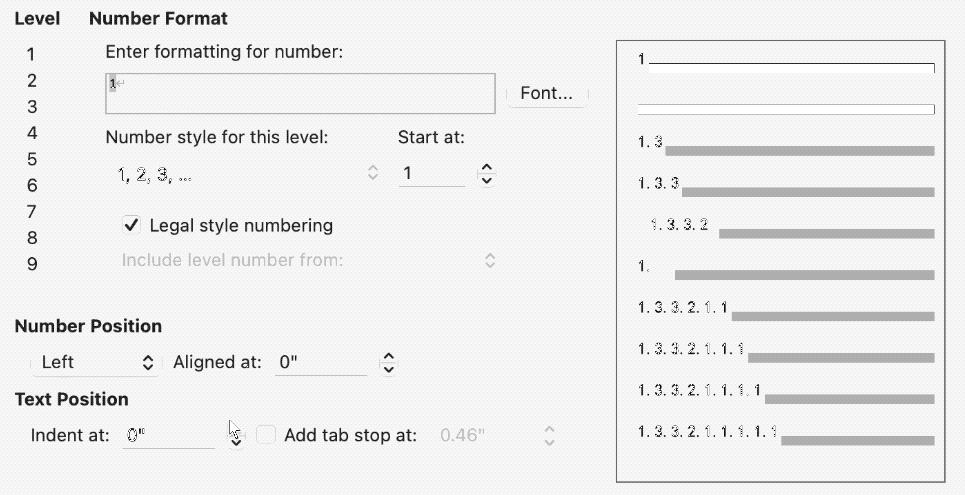 Level Number Format
1
Enter formatting for number:
2
1
Font...
3
4
Number style for this level: Start at:
5
1, 2, 3, ... 1
6
7
Legal style numbering
8
9
Include level number from:
Number Position
Left Aligned at: 0"
Text Position
Indent at: 0" Add tab stop at: 0.46"
1
1. 3
1. 3. 3
1. 3. 3. 2
1.
1. 3. 3. 2. 1. 1
1. 3. 3. 2. 1. 1. 1
1. 3. 3. 2. 1. 1. 1. 1
1. 3. 3. 2. 1. 1. 1. 1. 1